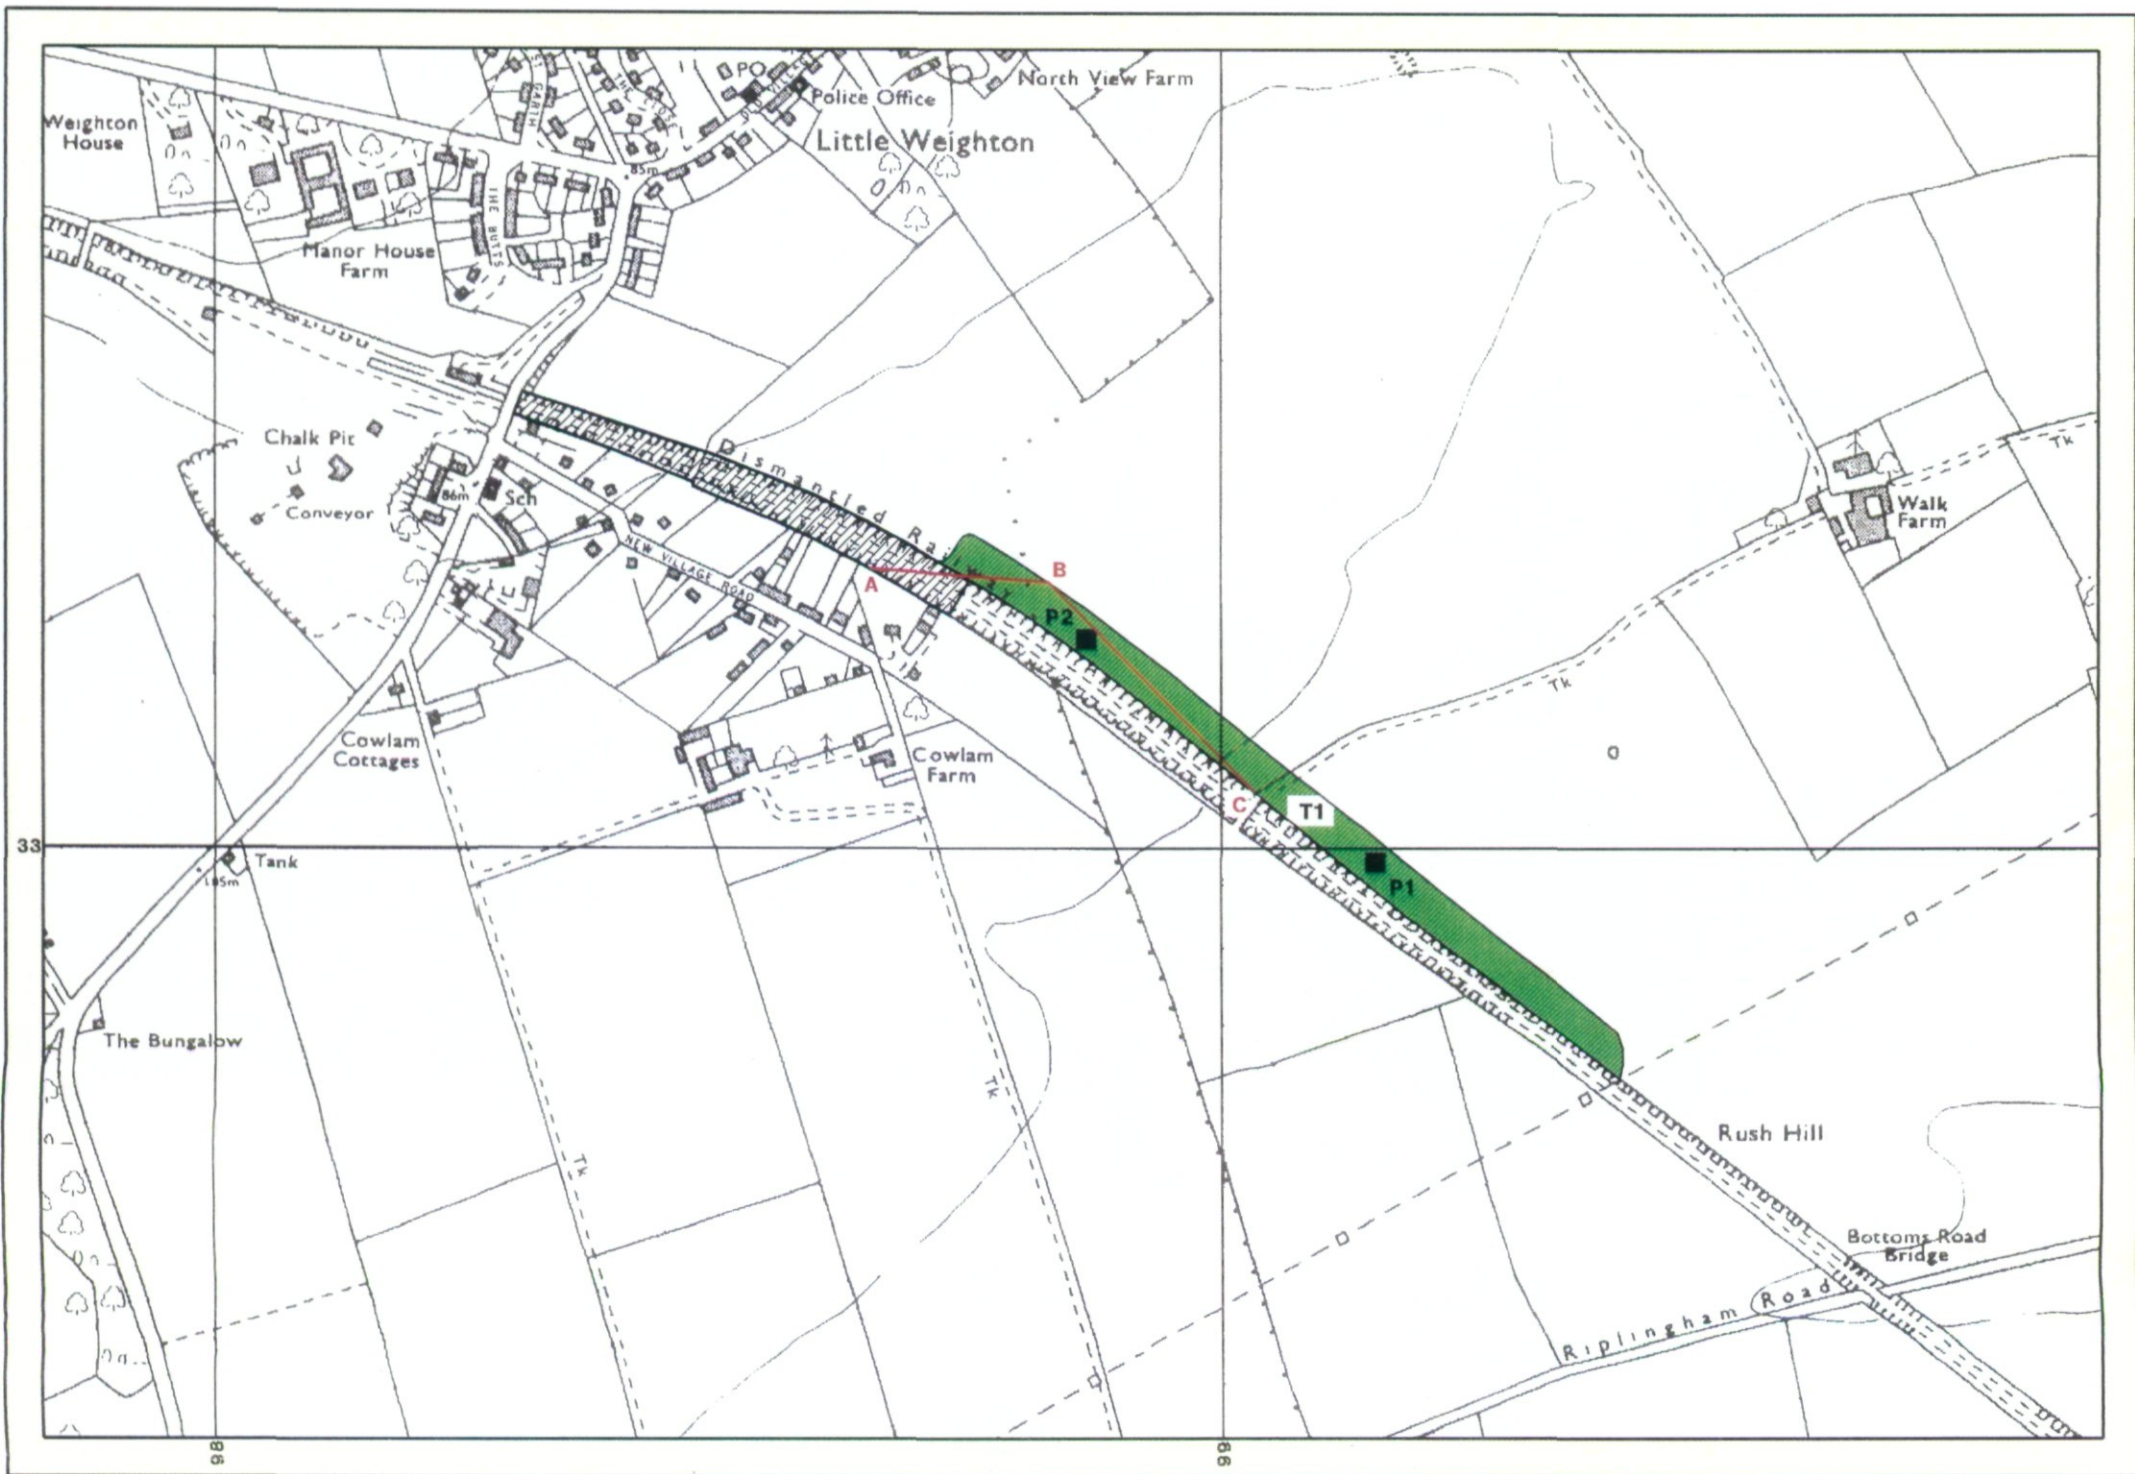 PO
North View Farm
Police Office
Little Weighton
Weighton
House
GARTH
THE CLOSE
.85m
THE BUTTS
Manor House
Farm
Chalk Pit
Conveyor
86m
Sch
Dismantled Railway
NEW VILLAGE ROAD
A
B
P2
Tk
Walk
Farm
Tk
Cowlam
Cottages
Cowlam
Farm
C
T1
33
Tank
P1
The Bungalow
Tk
Tk
Rush Hill
Bottoms Road
Bridge
Riplingham Road
98
99